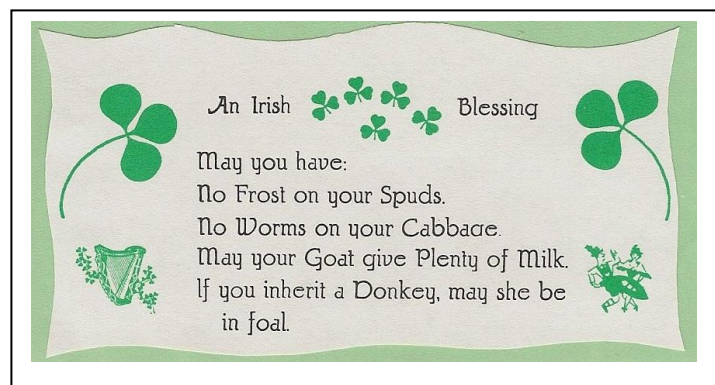 An Irish Blessing
May you have:
No Frost on your Spuds.
No Worms on your Cabbage.
May your Goat give Plenty of Milk.
If you inherit a Donkey, may she be
in foal.